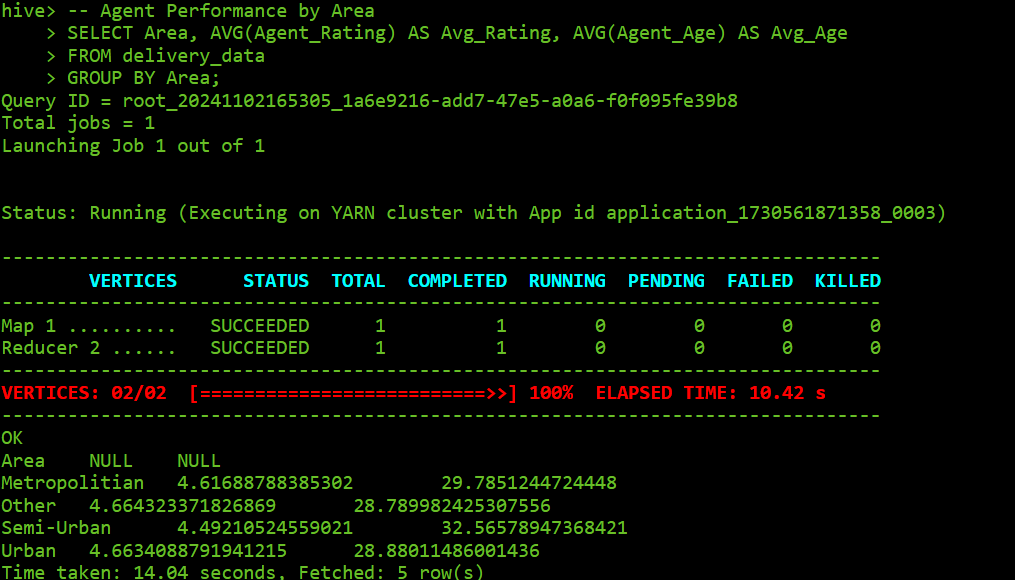 hive> -- Agent Performance by Area
    > SELECT Area, AVG(Agent_Rating) AS Avg_Rating, AVG(Agent_Age) AS Avg_Age
    > FROM delivery_data
    > GROUP BY Area;
Query ID = root_20241102165305_1a6e9216-add7-47e5-a0a6-f0f095fe39b8
Total jobs = 1
Launching Job 1 out of 1
Status: Running (Executing on YARN cluster with App id application_1730561871358_0003)
--------------------------------------------------------------------------------
        VERTICES      STATUS  TOTAL  COMPLETED  RUNNING  PENDING  FAILED  KILLED
--------------------------------------------------------------------------------
Map 1 ..........   SUCCEEDED      1          1        0        0       0       0
Reducer 2 ......   SUCCEEDED      1          1        0        0       0       0
--------------------------------------------------------------------------------
VERTICES: 02/02  [==========================>>] 100%  ELAPSED TIME: 10.42 s
--------------------------------------------------------------------------------
OK
Area    NULL    NULL
Metropolitian   4.61688788385302        29.7851244724448
Other   4.664323371826869       28.789982425307556
Semi-Urban      4.49210524559021        32.56578947368421
Urban   4.6634088791941215      28.88011486001436
Time taken: 14.04 seconds, Fetched: 5 row(s)